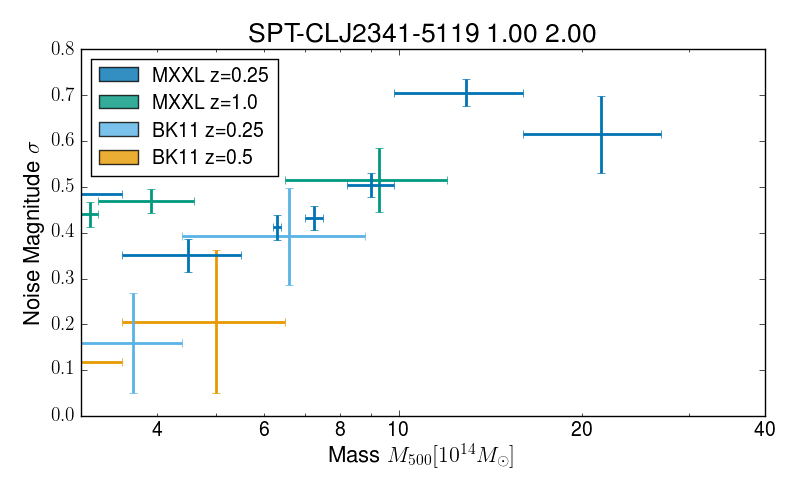 SPT-CLJ2341-5119 1.00 2.00
MXXL z=0.25
MXXL z=1.0
BK11 z=0.25
BK11 z=0.5
Noise Magnitude σ
0.8
0.7
0.6
0.5
0.4
0.3
0.2
0.1
0.0
4 6 8 10 20 40
Mass M₅₀₀[10¹⁴M☉]